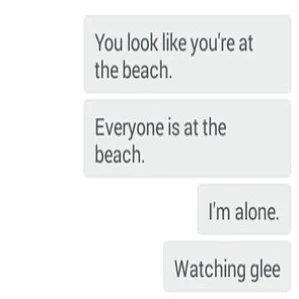 You look like you're at
the beach.
Everyone is at the
beach.
I'm alone.
Watching glee